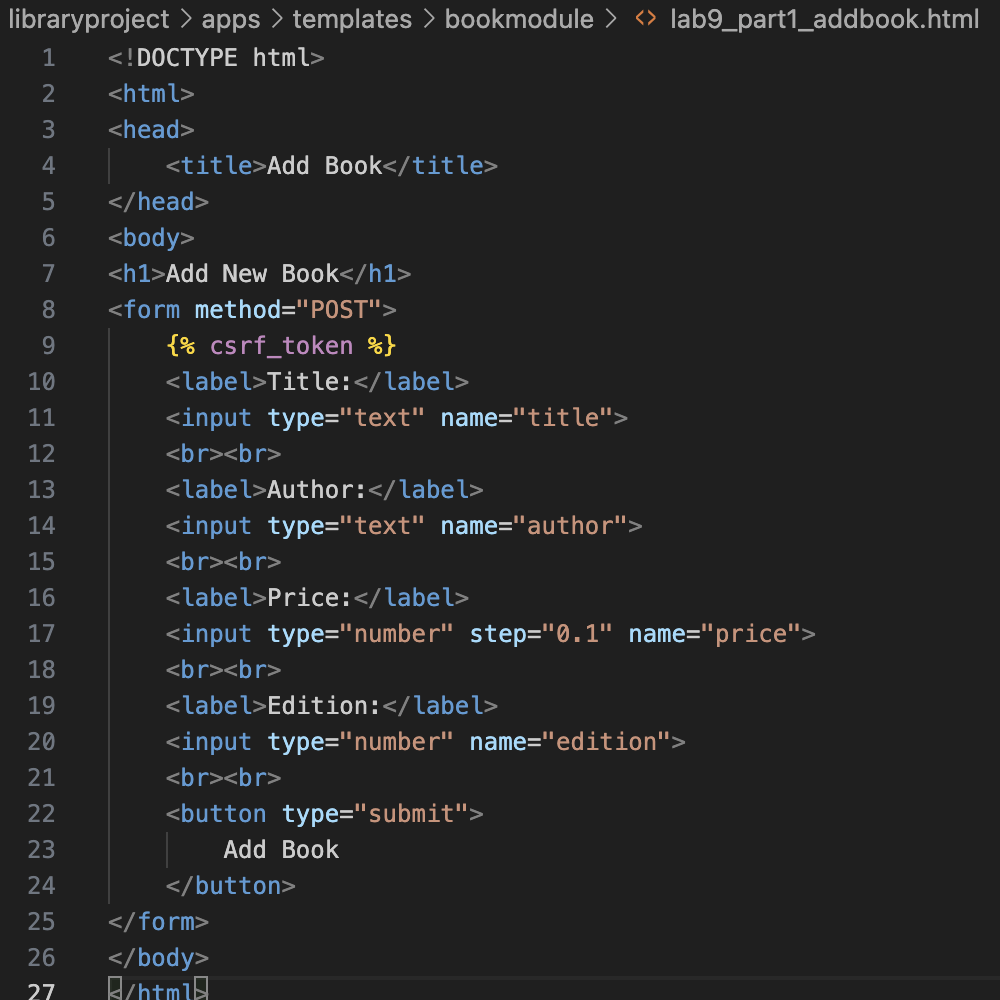 libraryproject > apps > templates > bookmodule > <> lab9_part1_addbook.html
1 <!DOCTYPE html>
2 <html>
3 <head>
4     <title>Add Book</title>
5 </head>
6 <body>
7 <h1>Add New Book</h1>
8 <form method="POST">
9     {% csrf_token %}
10     <label>Title:</label>
11     <input type="text" name="title">
12     <br><br>
13     <label>Author:</label>
14     <input type="text" name="author">
15     <br><br>
16     <label>Price:</label>
17     <input type="number" step="0.1" name="price">
18     <br><br>
19     <label>Edition:</label>
20     <input type="number" name="edition">
21     <br><br>
22     <button type="submit">
23         Add Book
24     </button>
25 </form>
26 </body>
27 </html>